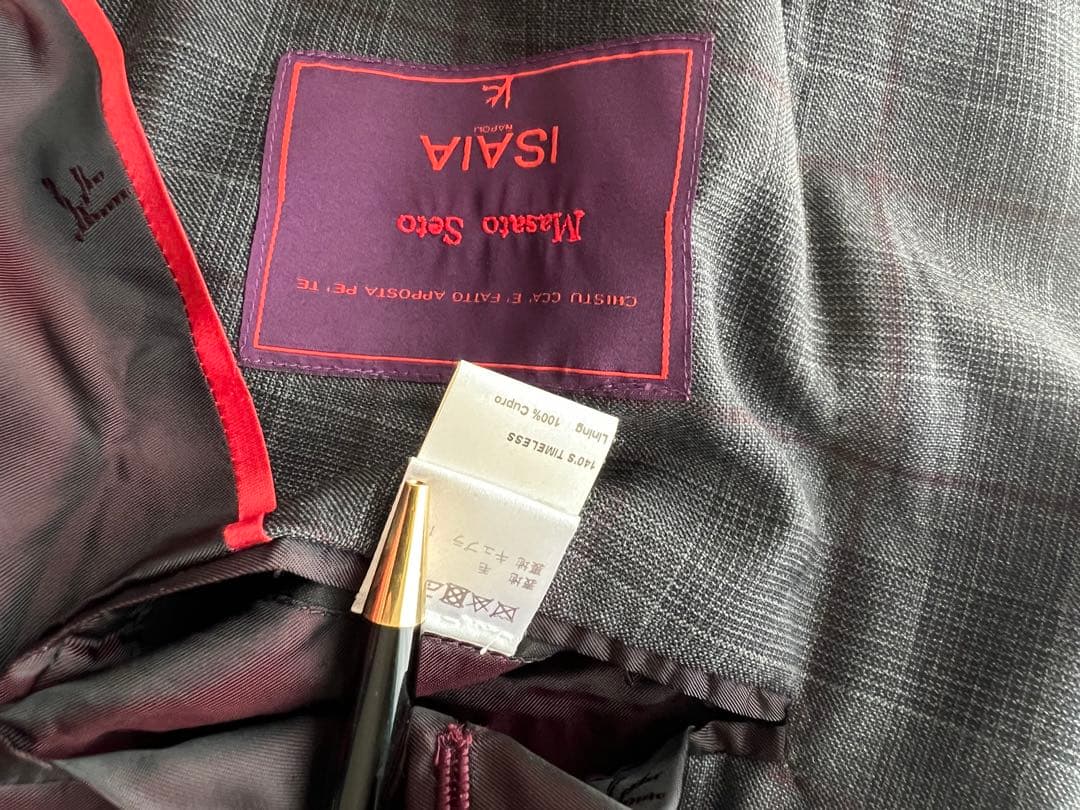 ISAIA
NAPOLI
Masato Seto
CHISTU CCA' E' FATTO APPOSTA PE' TE
140'S TIMELESS
Lining 100% Cupro
表地 毛
裏地 キュプラ